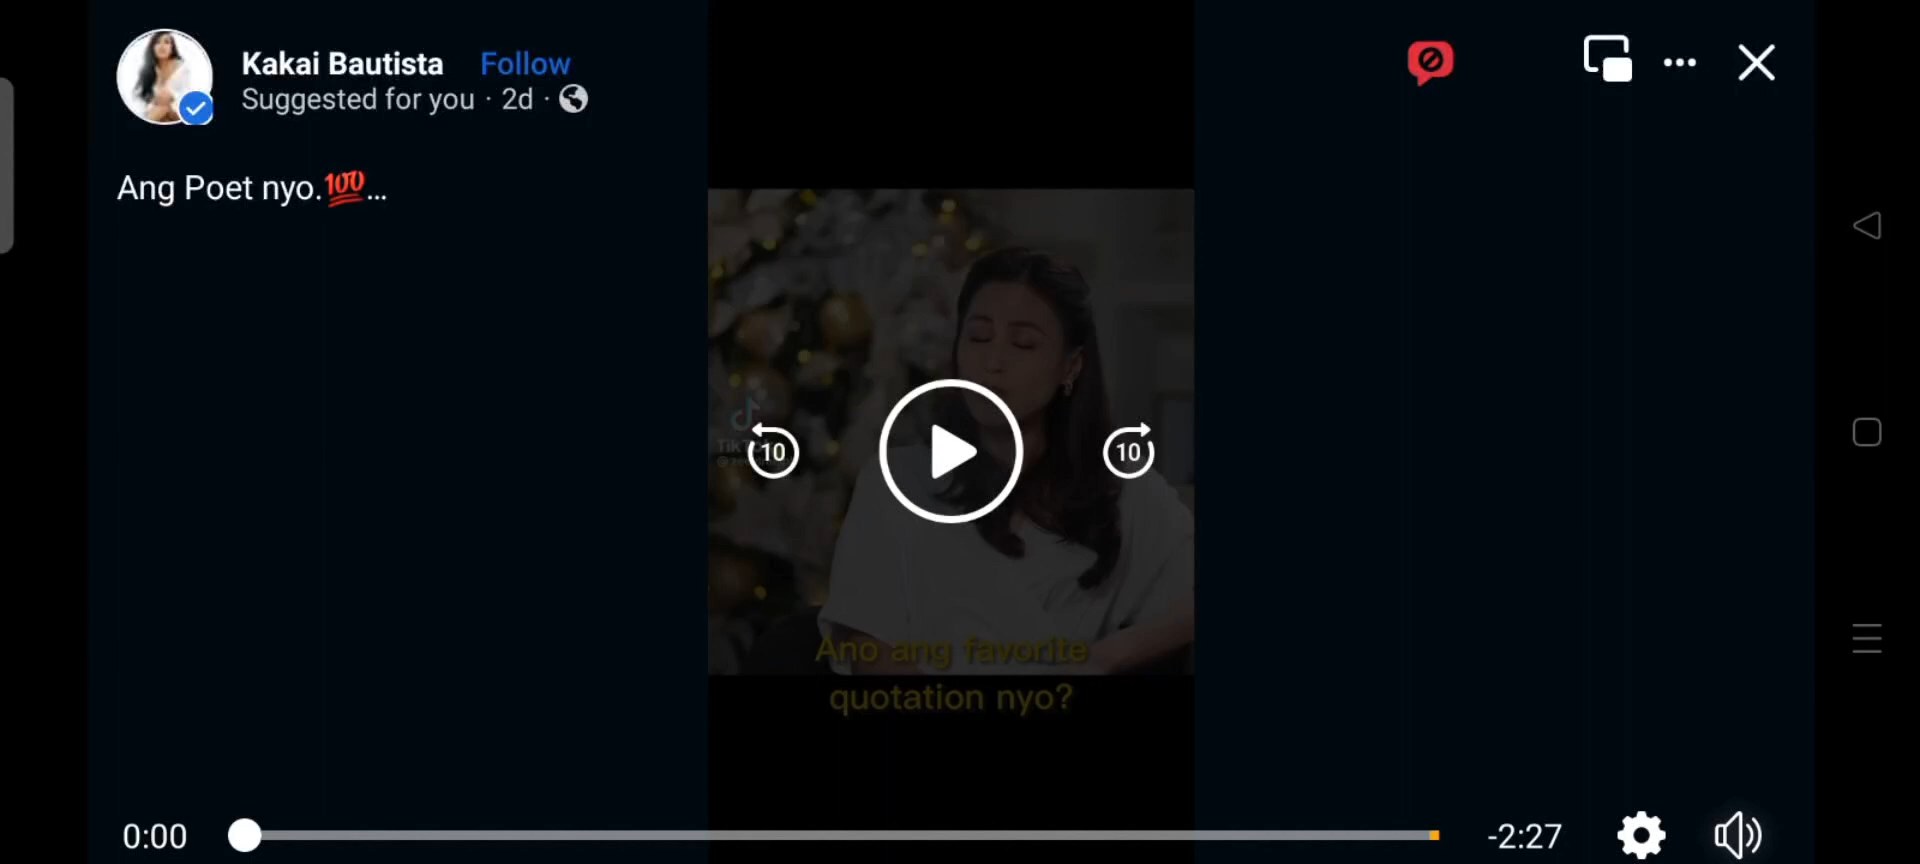 Kakai Bautista Follow
Suggested for you · 2d ·
Ang Poet nyo.💯...
TikTok
10
10
Ano ang favorite
quotation nyo?
0:00
-2:27